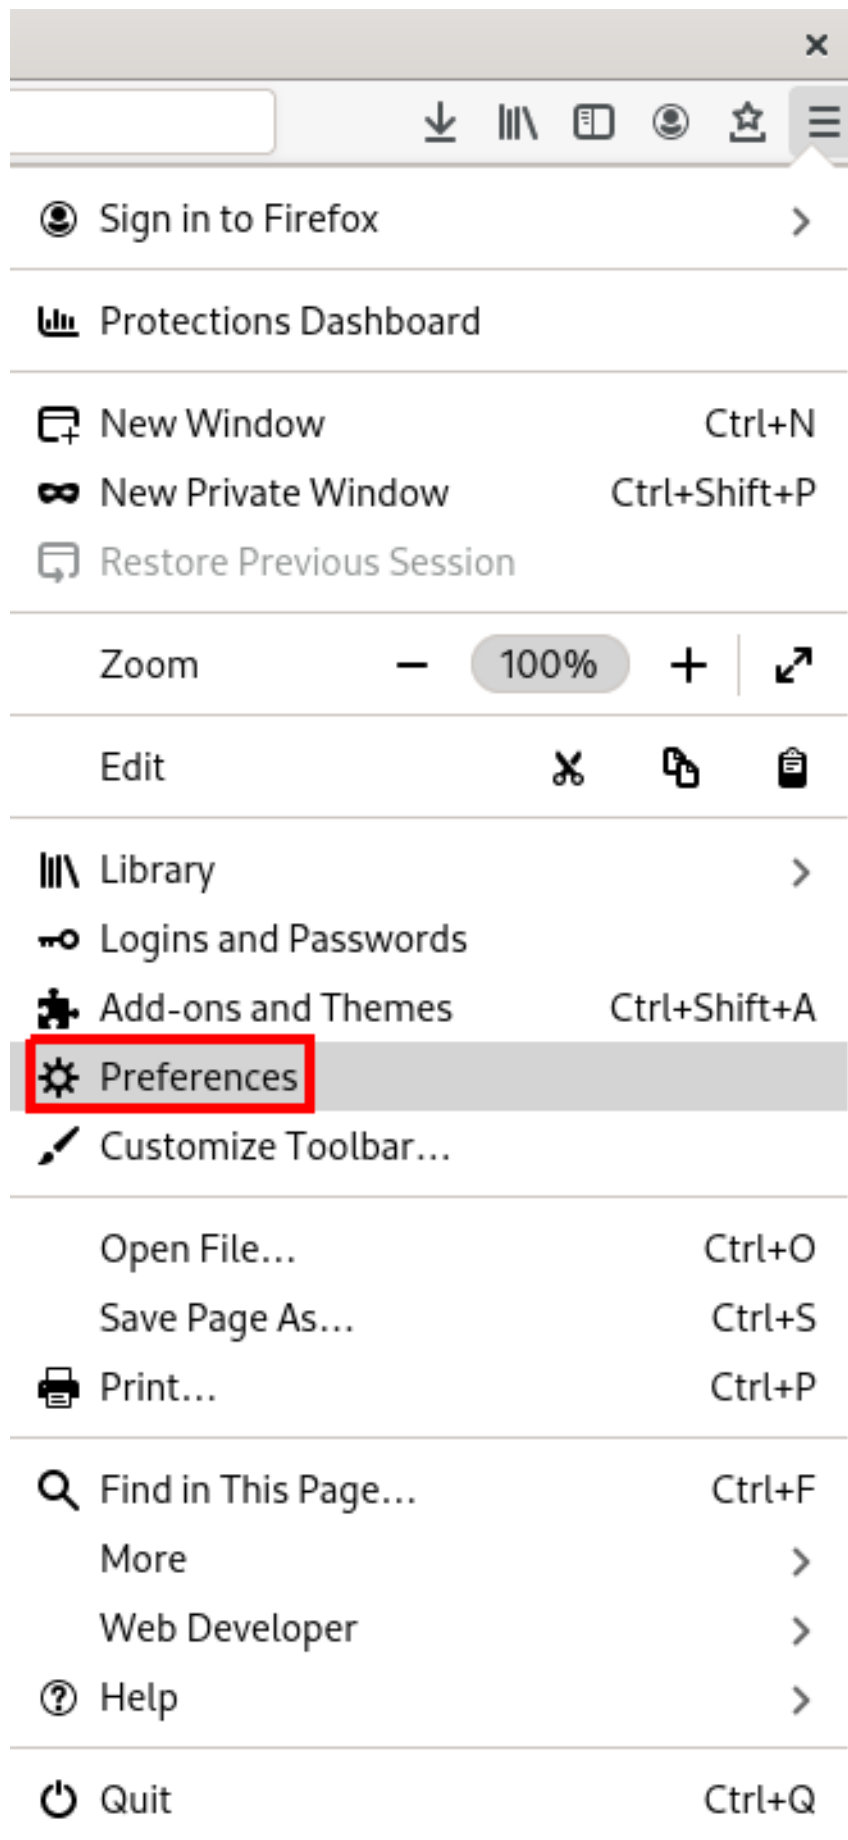 Sign in to Firefox
Protections Dashboard
New Window Ctrl+N
New Private Window Ctrl+Shift+P
Restore Previous Session
Zoom 100%
Edit
Library
Logins and Passwords
Add-ons and Themes Ctrl+Shift+A
Preferences
Customize Toolbar...
Open File... Ctrl+O
Save Page As... Ctrl+S
Print... Ctrl+P
Find in This Page... Ctrl+F
More
Web Developer
Help
Quit Ctrl+Q